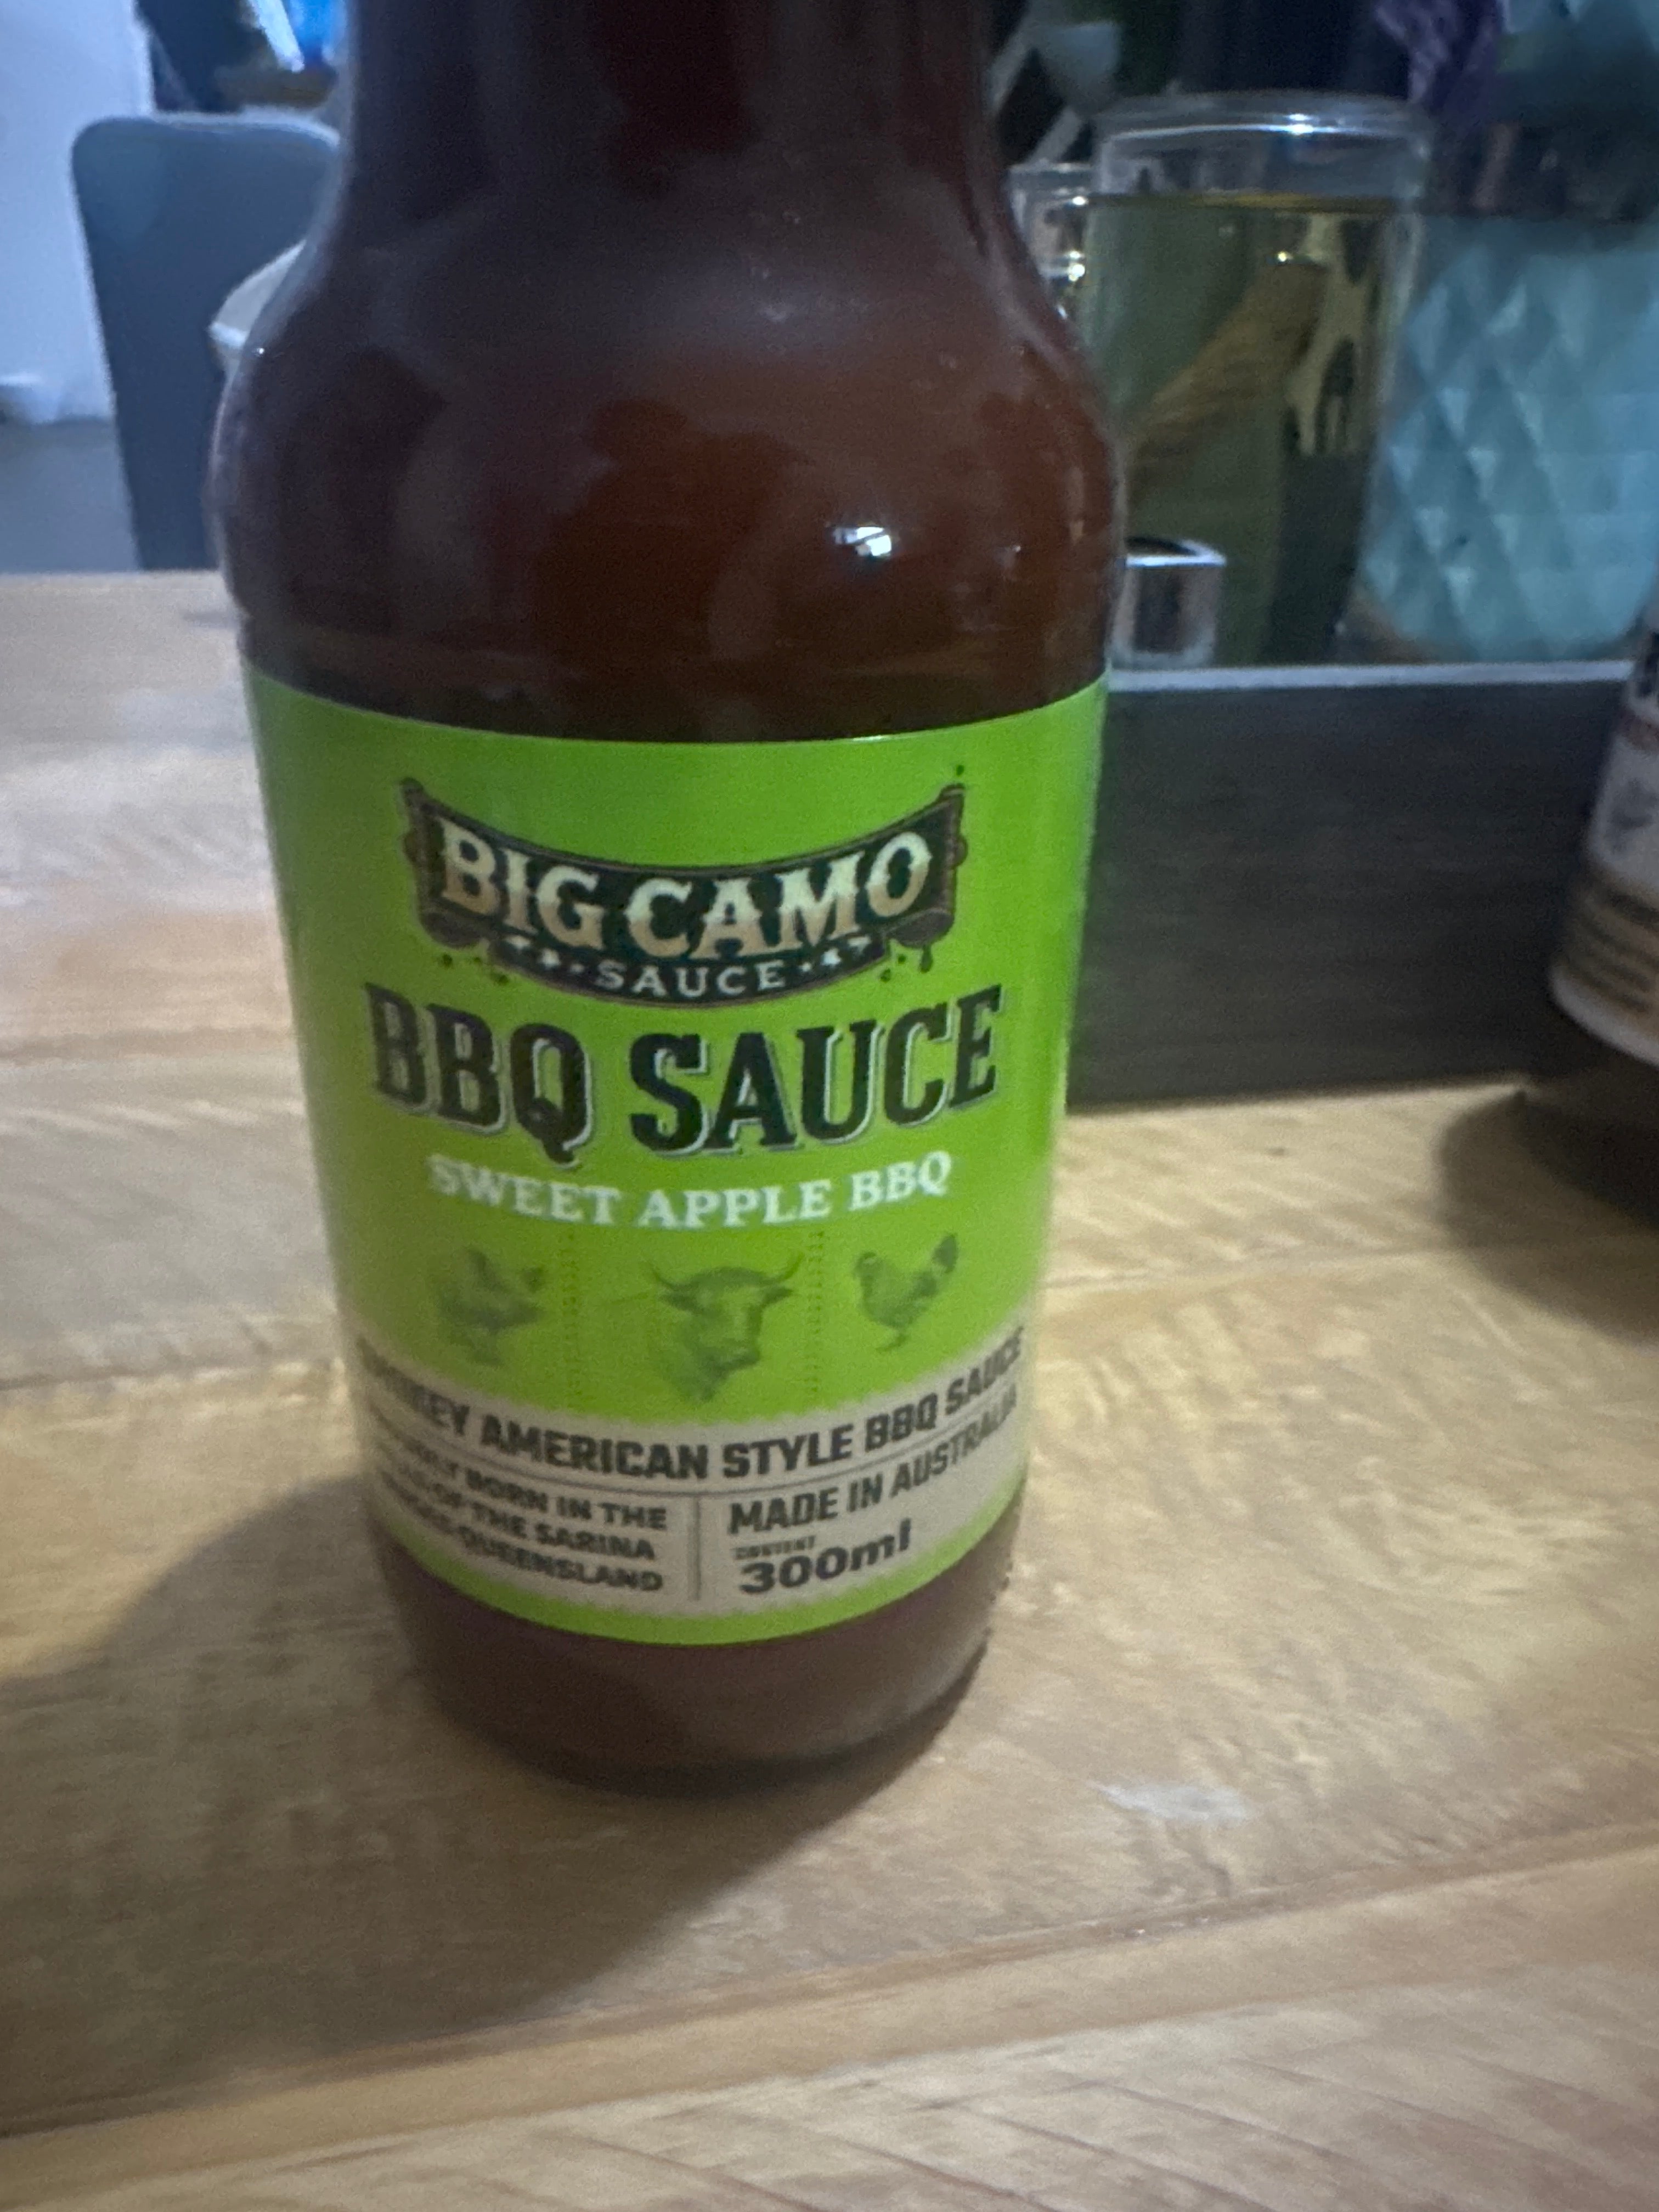 BIG CAMO
SAUCE
BBQ SAUCE
SWEET APPLE BBQ
AMERICAN STYLE BBQ SAUCE
BORN IN THE
OF THE SARINA
QUEENSLAND
MADE IN AUSTRALIA
CONTENT
300ml